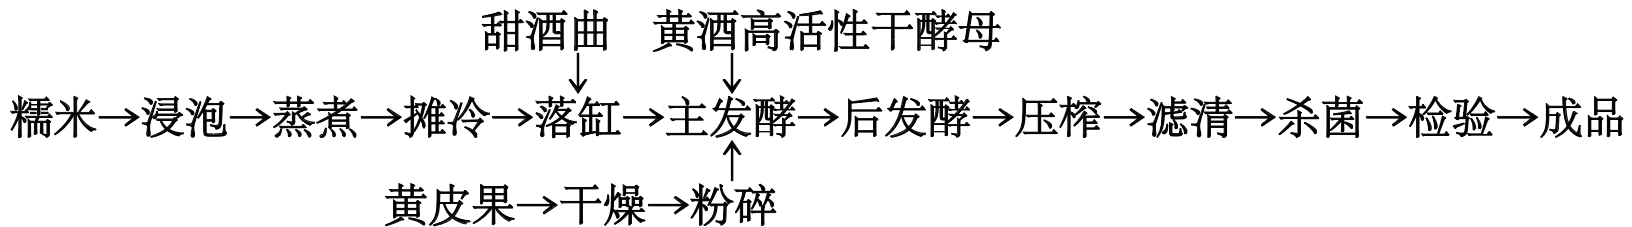 甜酒曲 黄酒高活性干酵母
糯米→浸泡→蒸煮→摊冷→落缸→主发酵→后发酵→压榨→滤清→杀菌→检验→成品
黄皮果→干燥→粉碎